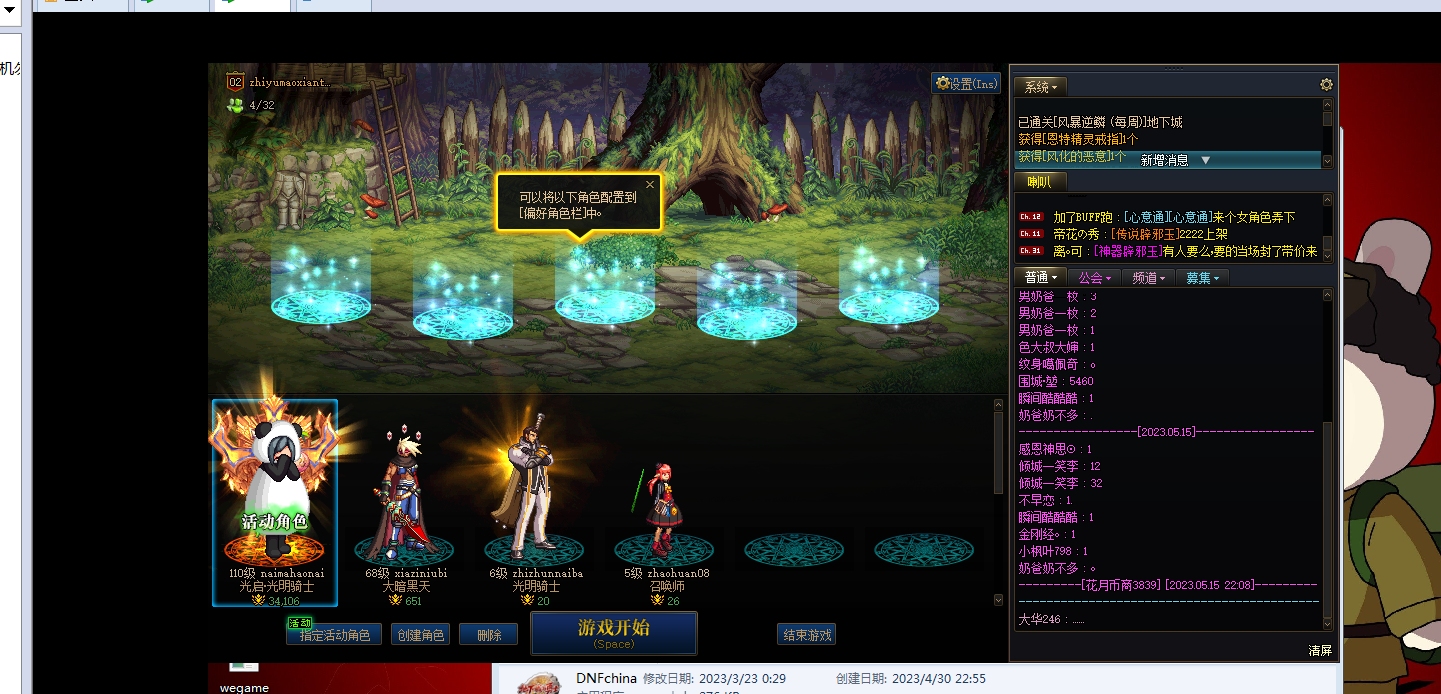 02 zhiyumaoxiant...
4/32
设置(Ins)
可以将以下角色配置到
[偏好角色栏]中。
活动角色
110级 naimahaonai
光启·光明骑士
34,106
68级 xiaziniubi
大暗黑天
651
6级 zhizhunnaiba
光明骑士
20
5级 zhaohuan08
召唤师
26
活动
指定活动角色
创建角色
删除
游戏开始
(Space)
结束游戏
系统
已通关[风暴逆鳞 (每周)]地下城
获得[恩特精灵戒指]1个
获得[风化的恶意]1个
新增消息
喇叭
Ch.12 加了BUFF跑 : [心意通][心意通]来个女角色弄下
Ch.11 帝花の秀 : [传说辟邪玉]2222上架
Ch.31 离o可 : [神器辟邪玉]有人要么,要的当场封了带价来
普通
公会
频道
募集
男奶爸一枚 : 3
男奶爸一枚 : 2
男奶爸一枚 : 1
色大叔大婶 : 1
纹身噶佩奇 : 。
围城·堃 : 5460
瞬间酷酷酷 : 1
奶爸奶不多 : .
[2023.05.15]
感恩神思⊙ : 1
倾城一笑李 : 12
倾城一笑李 : 32
不早恋 : 1.
瞬间酷酷酷 : 1
金刚经。 : 1
小枫叶798 : 1
奶爸奶不多 : 。
[花月币商3839] [2023.05.15 22:08]
大华246 : ......
清屏
wegame
DNFchina 修改日期: 2023/3/23 0:29
创建日期: 2023/4/30 22:55